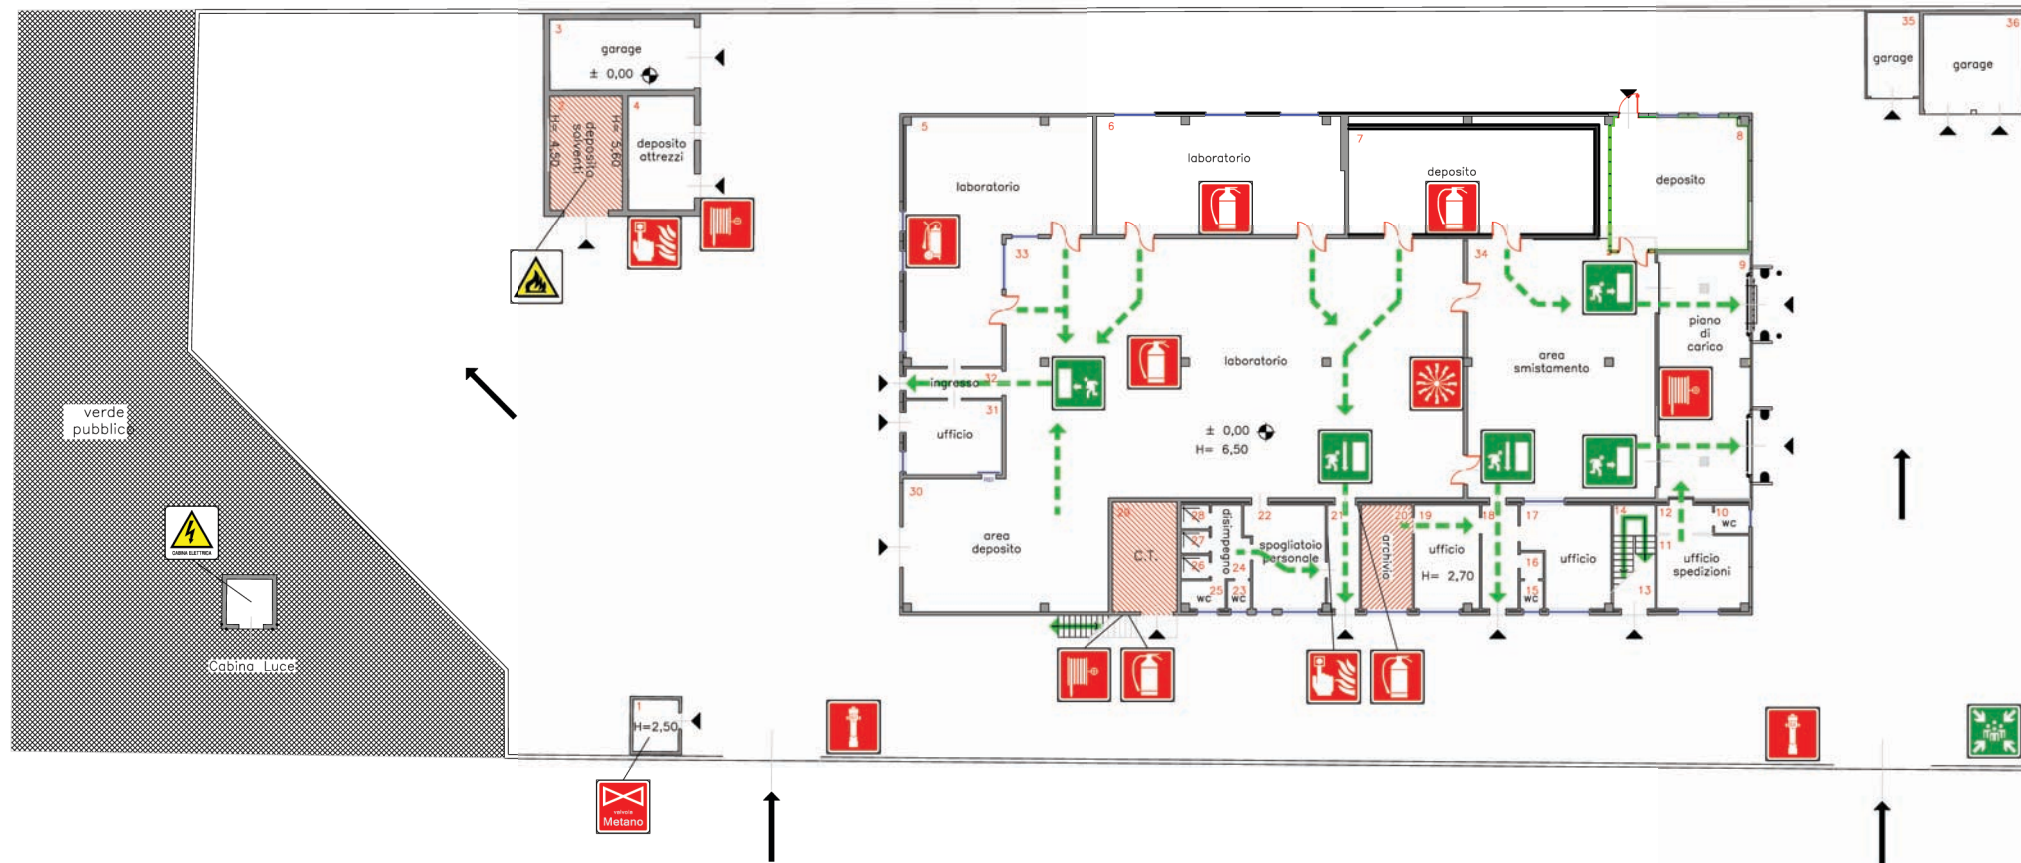 3
garage
± 0,00
2
H= 4,50
deposito
solventi
H= 5,60
4
deposito
attrezzi
verde
pubblico
CABINA ELETTRICA
Cabina Luce
1
H=2,50
valvola
Metano
5
laboratorio
6
laboratorio
7
deposito
8
deposito
35
garage
36
garage
33
34
9
piano
di
carico
laboratorio
area
smistamento
ingresso
32
31
ufficio
± 0,00
H= 6,50
30
area
deposito
29
C.T.
28
27
26
25
wc
disimpegno
24
23
wc
22
spogliatoio
personale
21
20
archivio
19
ufficio
H= 2,70
18
17
16
15
wc
ufficio
14
13
12
11
10
wc
ufficio
spedizioni